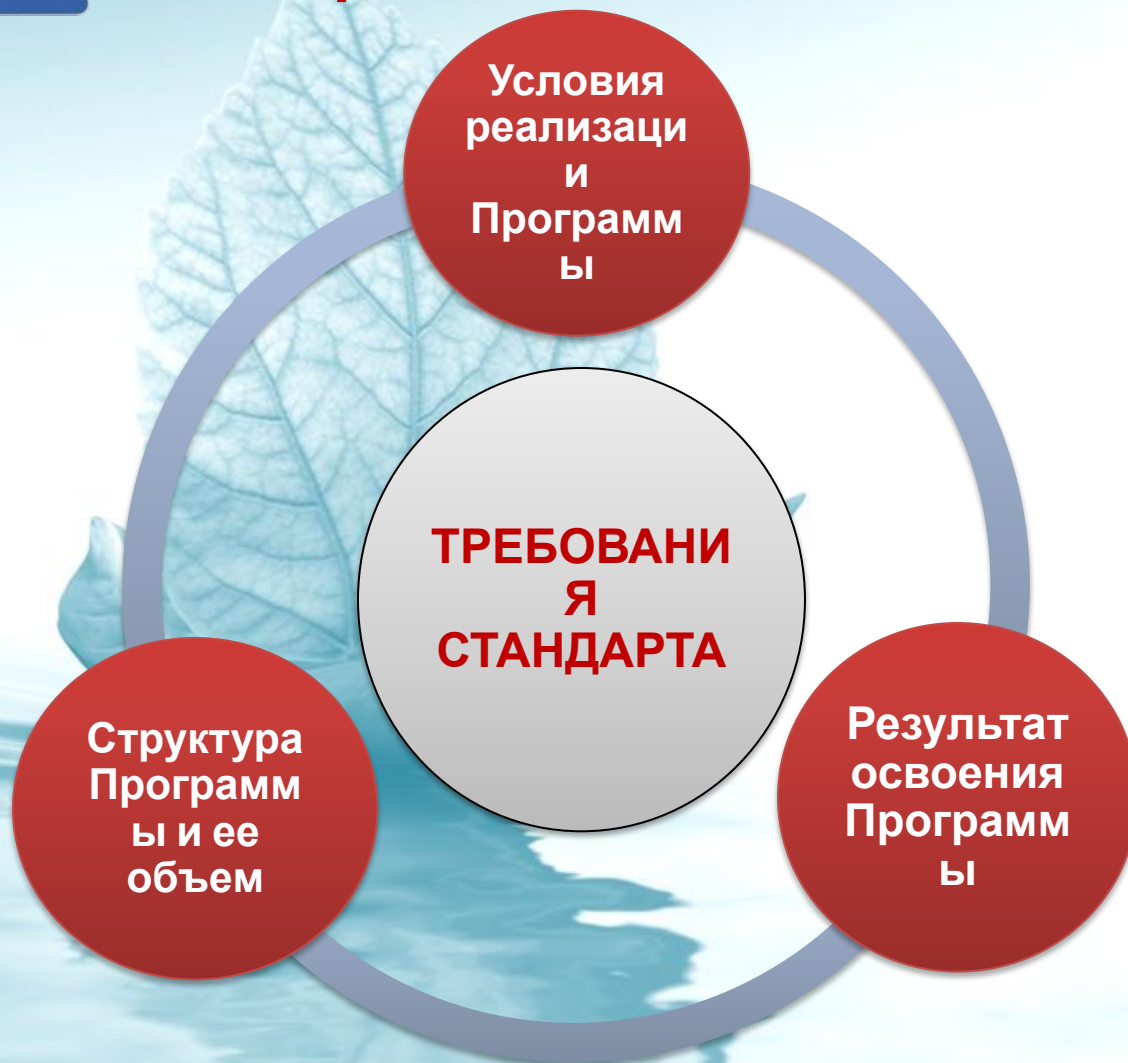 Условия
реализаци
и
Программ
ы
ТРЕБОВАНИ
Я
СТАНДАРТА
Структура
Программ
ы и ее
объем
Результат
освоения
Программ
ы